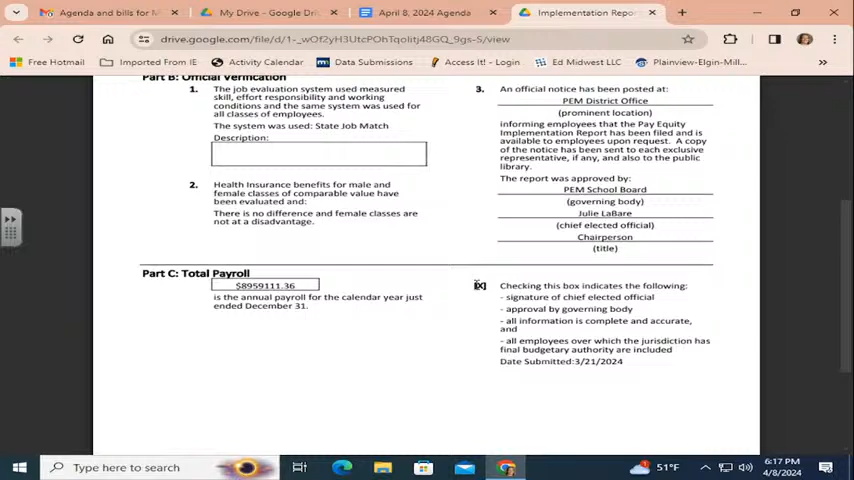 Agenda and bills for M
My Drive - Google Dri
April 8, 2024 Agenda
Implementation Repor
drive.google.com/file/d/1-_wOf2yH3UtcPOhTqoIitj48GQ_9gs-S/view
Free Hotmail
Imported From IE
Activity Calendar
Data Submissions
Access It! - Login
Ed Midwest LLC
Plainview-Elgin-Mill...
Part B: Official Verification
1. The job evaluation system used measured
skill, effort responsibility and working
conditions and the same system was used for
all classes of employees.
The system was used: State Job Match
Description:
2. Health Insurance benefits for male and
female classes of comparable value have
been evaluated and:
There is no difference and female classes are
not at a disadvantage.
3. An official notice has been posted at:
PEM District Office
(prominent location)
informing employees that the Pay Equity
Implementation Report has been filed and is
available to employees upon request. A copy
of the notice has been sent to each exclusive
representative, if any, and also to the public
library.
The report was approved by:
PEM School Board
(governing body)
Julie LaBare
(chief elected official)
Chairperson
(title)
Part C: Total Payroll
$8959111.36
is the annual payroll for the calendar year just
ended December 31.
[X] Checking this box indicates the following:
- signature of chief elected official
- approval by governing body
- all information is complete and accurate,
and
- all employees over which the jurisdiction has
final budgetary authority are included
Date Submitted:3/21/2024
Type here to search
51°F
6:17 PM
4/8/2024